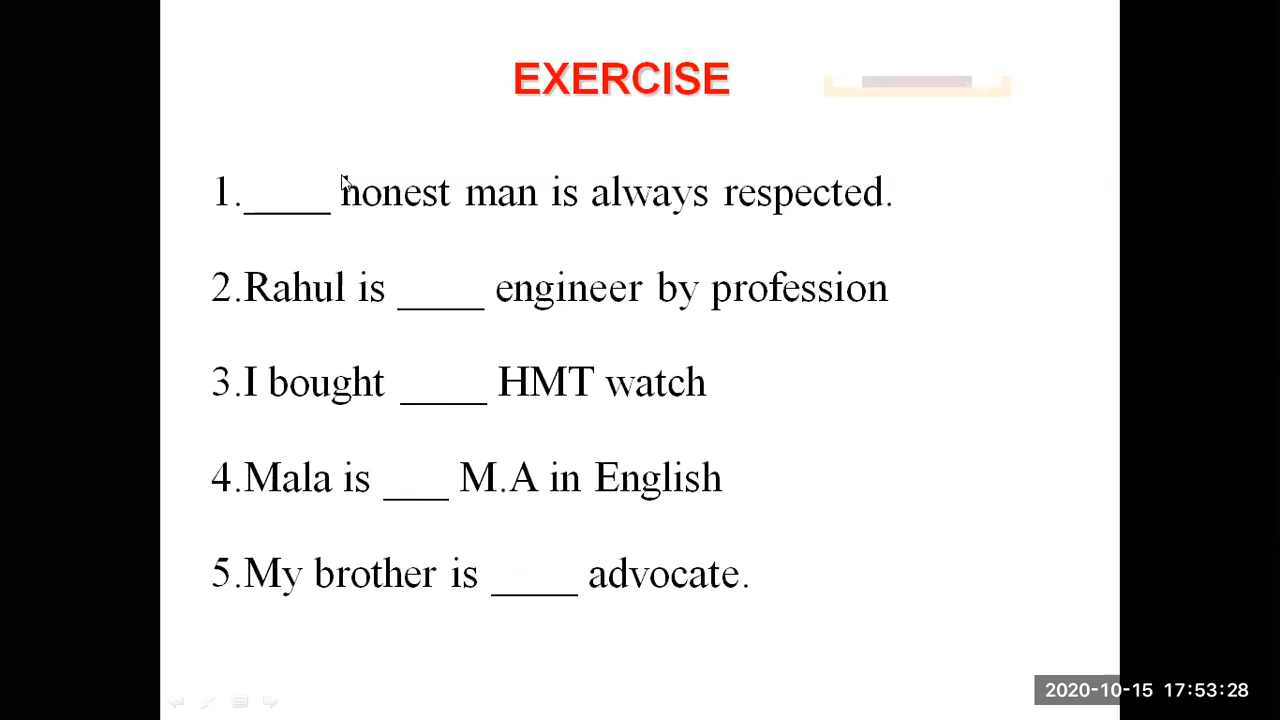 EXERCISE
1.____ honest man is always respected.
2.Rahul is ____ engineer by profession
3.I bought ____ HMT watch
4.Mala is ___ M.A in English
5.My brother is ____ advocate.
2020-10-15 17:53:28